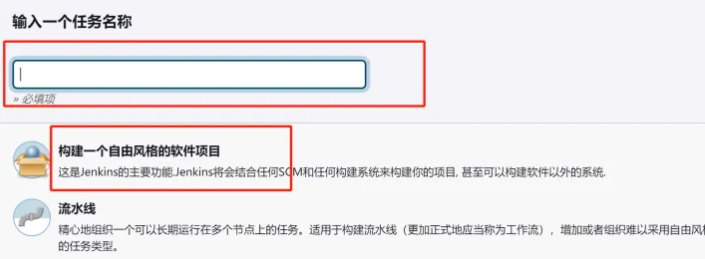 输入一个任务名称
» 必填项
构建一个自由风格的软件项目
这是Jenkins的主要功能.Jenkins将会结合任何SCM和任何构建系统来构建你的项目, 甚至可以构建软件以外的系统.
流水线
精心地组织一个可以长期运行在多个节点上的任务。适用于构建流水线（更加正式地应当称为工作流），增加或者组织难以采用自由风格
的任务类型。